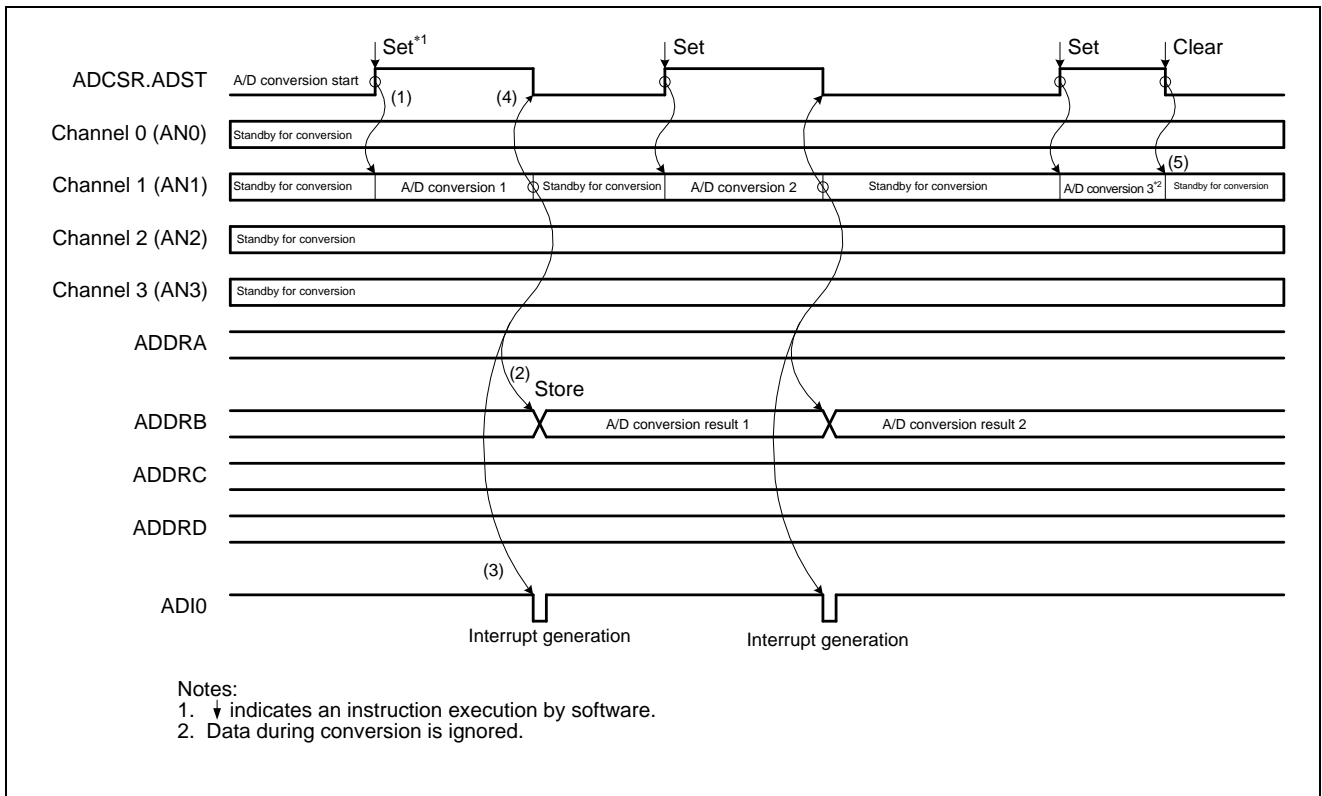 Set*1 Set Set Clear
ADCSR.ADST A/D conversion start
(1) (4)
Channel 0 (AN0) Standby for conversion
(5)
Channel 1 (AN1) Standby for conversion A/D conversion 1 Standby for conversion A/D conversion 2 Standby for conversion A/D conversion 3*2 Standby for conversion
Channel 2 (AN2) Standby for conversion
Channel 3 (AN3) Standby for conversion
ADDRA
(2) Store
ADDRB A/D conversion result 1 A/D conversion result 2
ADDRC
ADDRD
(3)
ADI0
Interrupt generation Interrupt generation
Notes:
1. ↓ indicates an instruction execution by software.
2. Data during conversion is ignored.